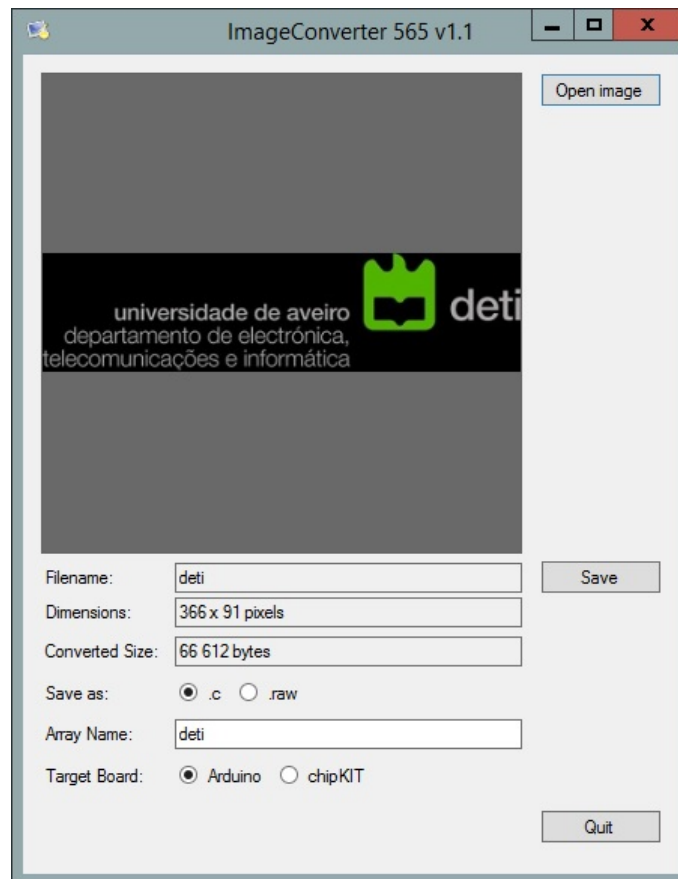 ImageConverter 565 v1.1
Open image
universidade de aveiro
deti
departamento de electrónica,
telecomunicações e informática
Filename: deti
Save
Dimensions: 366 x 91 pixels
Converted Size: 66 612 bytes
Save as: .c .raw
Array Name: deti
Target Board: Arduino chipKIT
Quit